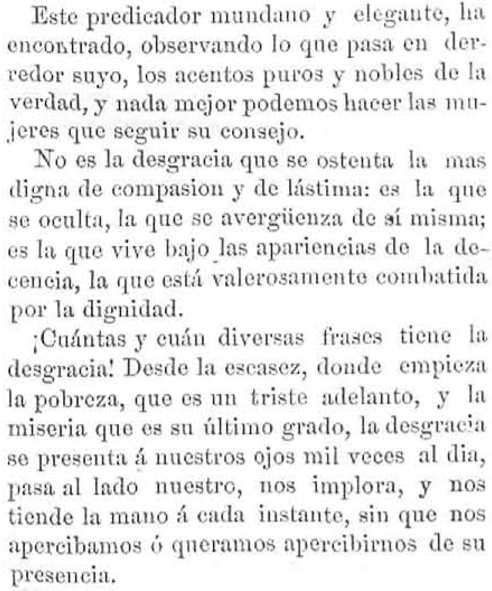 Este predicador mundano y elegante, ha
encontrado, observando lo que pasa en der-
redor suyo, los acentos puros y nobles de la
verdad, y nada mejor podemos hacer las mu-
jeres que seguir su consejo.
No es la desgracia que se ostenta la mas
digna de compasion y de lástima: es la que
se oculta, la que se avergüenza de sí misma;
es la que vive bajo las apariencias de la de-
cencia, la que está valerosamente combatida
por la dignidad.
¡Cuántas y cuán diversas frases tiene la
desgracia! Desde la escasez, donde empieza
la pobreza, que es un triste adelanto, y la
miseria que es su último grado, la desgracia
se presenta á nuestros ojos mil veces al dia,
pasa al lado nuestro, nos implora, y nos
tiende la mano á cada instante, sin que nos
apercibamos ó queramos apercibirnos de su
presencia.